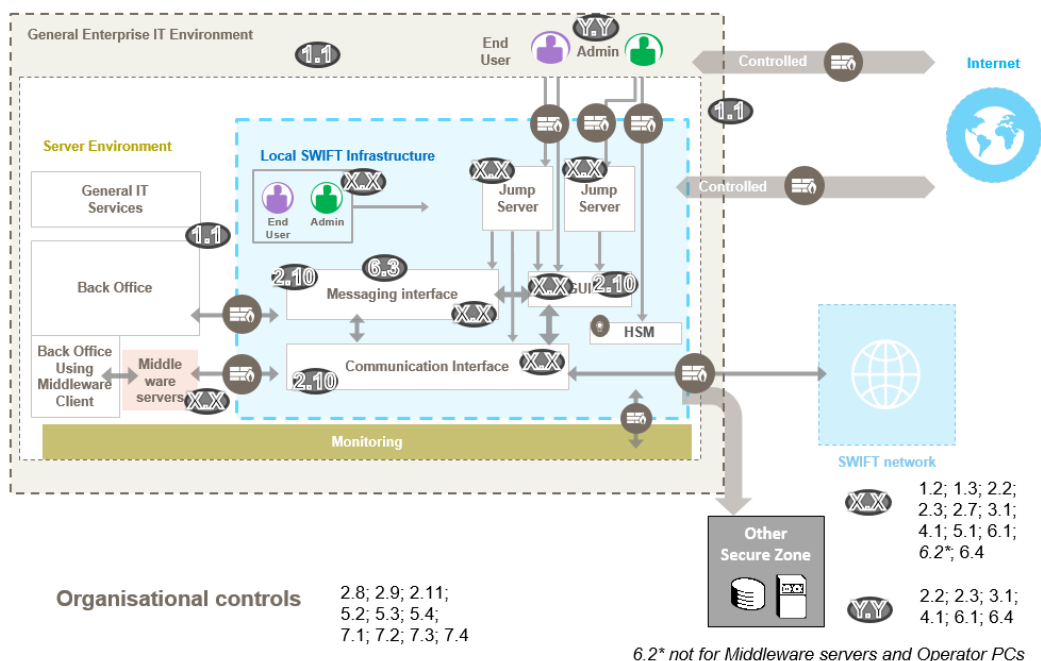 General Enterprise IT Environment
1.1
End
User
Y.Y
Admin
Controlled
Internet
1.1
Server Environment
Local SWIFT Infrastructure
X.X
End
User
Admin
X.X
Jump
Server
X.X
Jump
Server
Controlled
General IT
Services
1.1
Back Office
2.10
6.3
Messaging interface
X.X
X.X
GUI
2.10
HSM
Back Office
Using
Middleware
Client
Middle
ware
servers
X.X
Communication Interface
X.X
2.10
Monitoring
SWIFT network
X.X
1.2; 1.3; 2.2;
2.3; 2.7; 3.1;
4.1; 5.1; 6.1;
6.2*; 6.4
Other
Secure Zone
Y.Y
2.2; 2.3; 3.1;
4.1; 6.1; 6.4
Organisational controls
2.8; 2.9; 2.11;
5.2; 5.3; 5.4;
7.1; 7.2; 7.3; 7.4
6.2* not for Middleware servers and Operator PCs